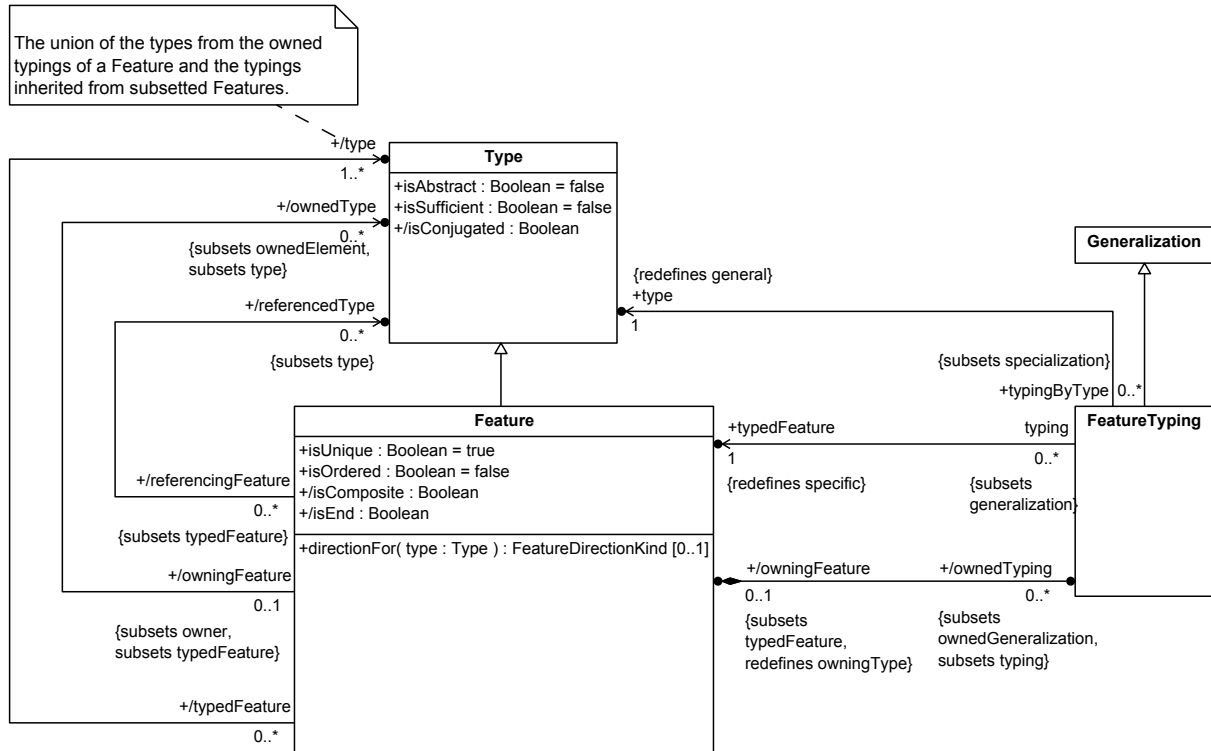 The union of the types from the owned
typings of a Feature and the typings
inherited from subsetted Features.
+/type
1..*
Type
+isAbstract : Boolean = false
+isSufficient : Boolean = false
+/isConjugated : Boolean
+/ownedType
0..*
{subsets ownedElement,
subsets type}
+/referencedType
0..*
{subsets type}
Generalization
{redefines general}
+type
1
{subsets specialization}
+typingByType
0..*
Feature
+isUnique : Boolean = true
+isOrdered : Boolean = false
+/isComposite : Boolean
+/isEnd : Boolean
+directionFor( type : Type ) : FeatureDirectionKind [0..1]
FeatureTyping
+typedFeature
1
{redefines specific}
typing
0..*
{subsets
generalization}
+/referencingFeature
0..*
{subsets typedFeature}
+/owningFeature
0..1
{subsets owner,
subsets typedFeature}
+/owningFeature
0..1
{subsets
typedFeature,
redefines owningType}
+/ownedTyping
0..*
{subsets
ownedGeneralization,
subsets typing}
+/typedFeature
0..*